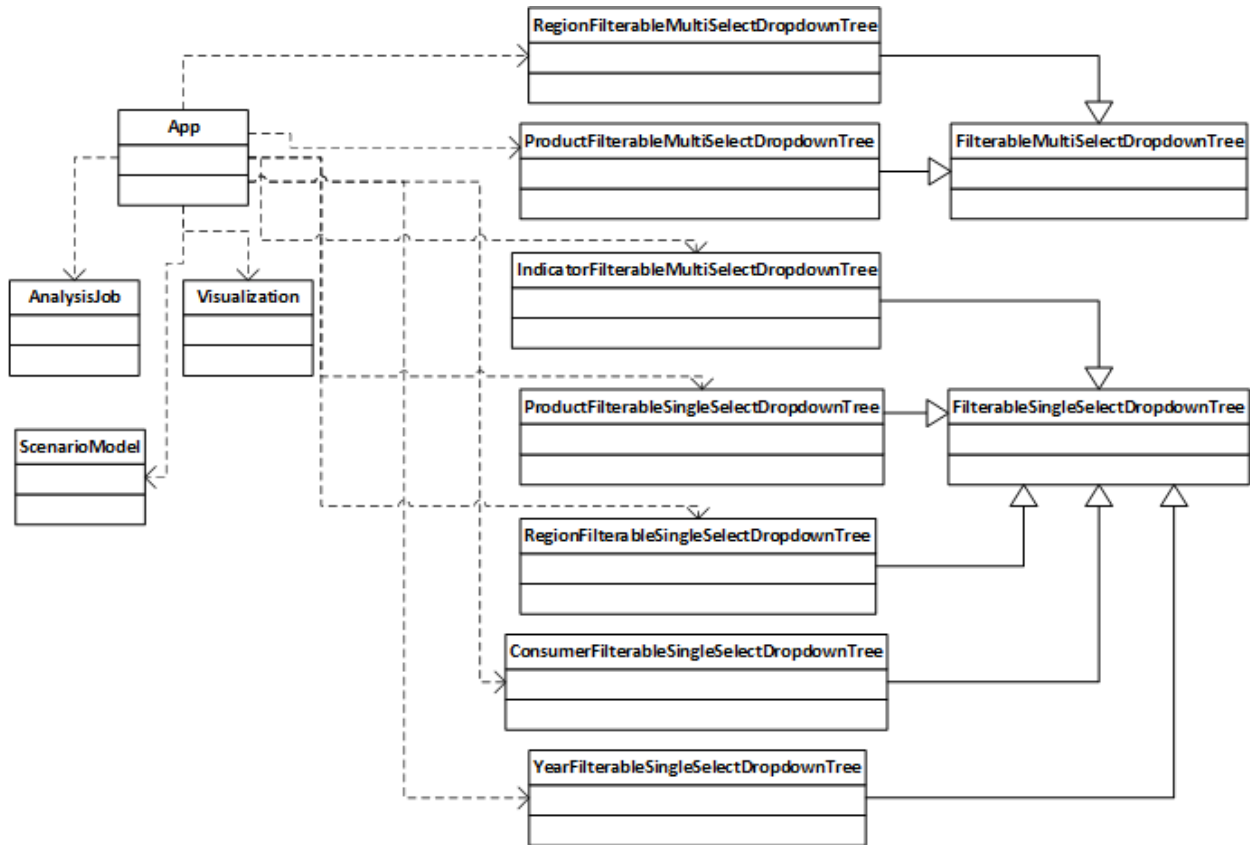 RegionFilterableMultiSelectDropdownTree
App
ProductFilterableMultiSelectDropdownTree
FilterableMultiSelectDropdownTree
IndicatorFilterableMultiSelectDropdownTree
AnalysisJob
Visualization
ProductFilterableSingleSelectDropdownTree
FilterableSingleSelectDropdownTree
ScenarioModel
RegionFilterableSingleSelectDropdownTree
ConsumerFilterableSingleSelectDropdownTree
YearFilterableSingleSelectDropdownTree